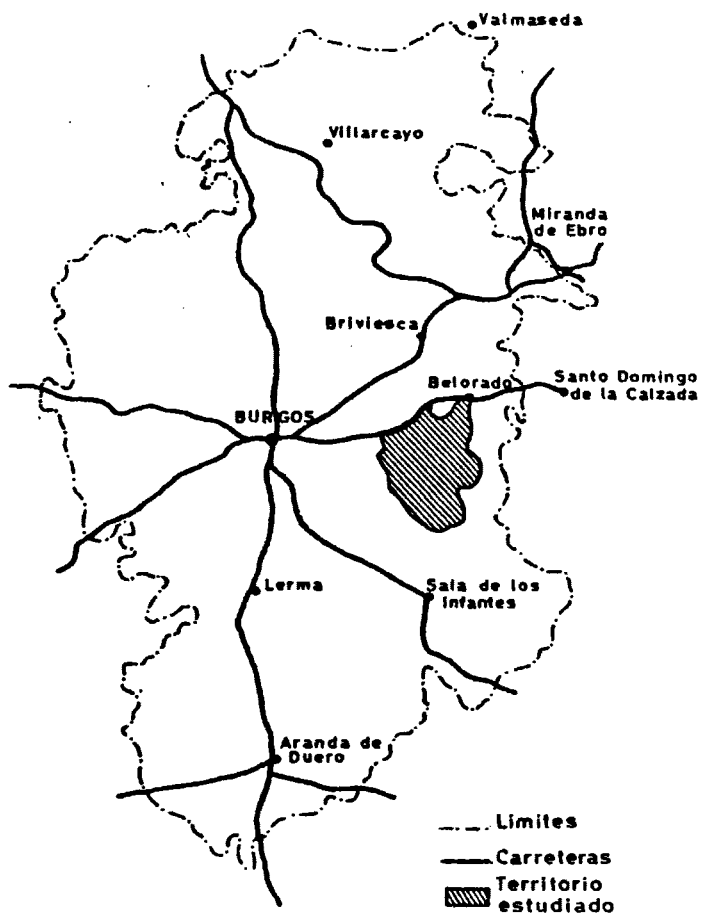 Valmaseda
Villarcayo
Miranda
de Ebro
Briviesca
Belorado
Santo Domingo
de la Calzada
BURGOS
Lerma
Sala de los
Infantes
Aranda de
Duero
Límites
Carreteras
Territorio
estudiado